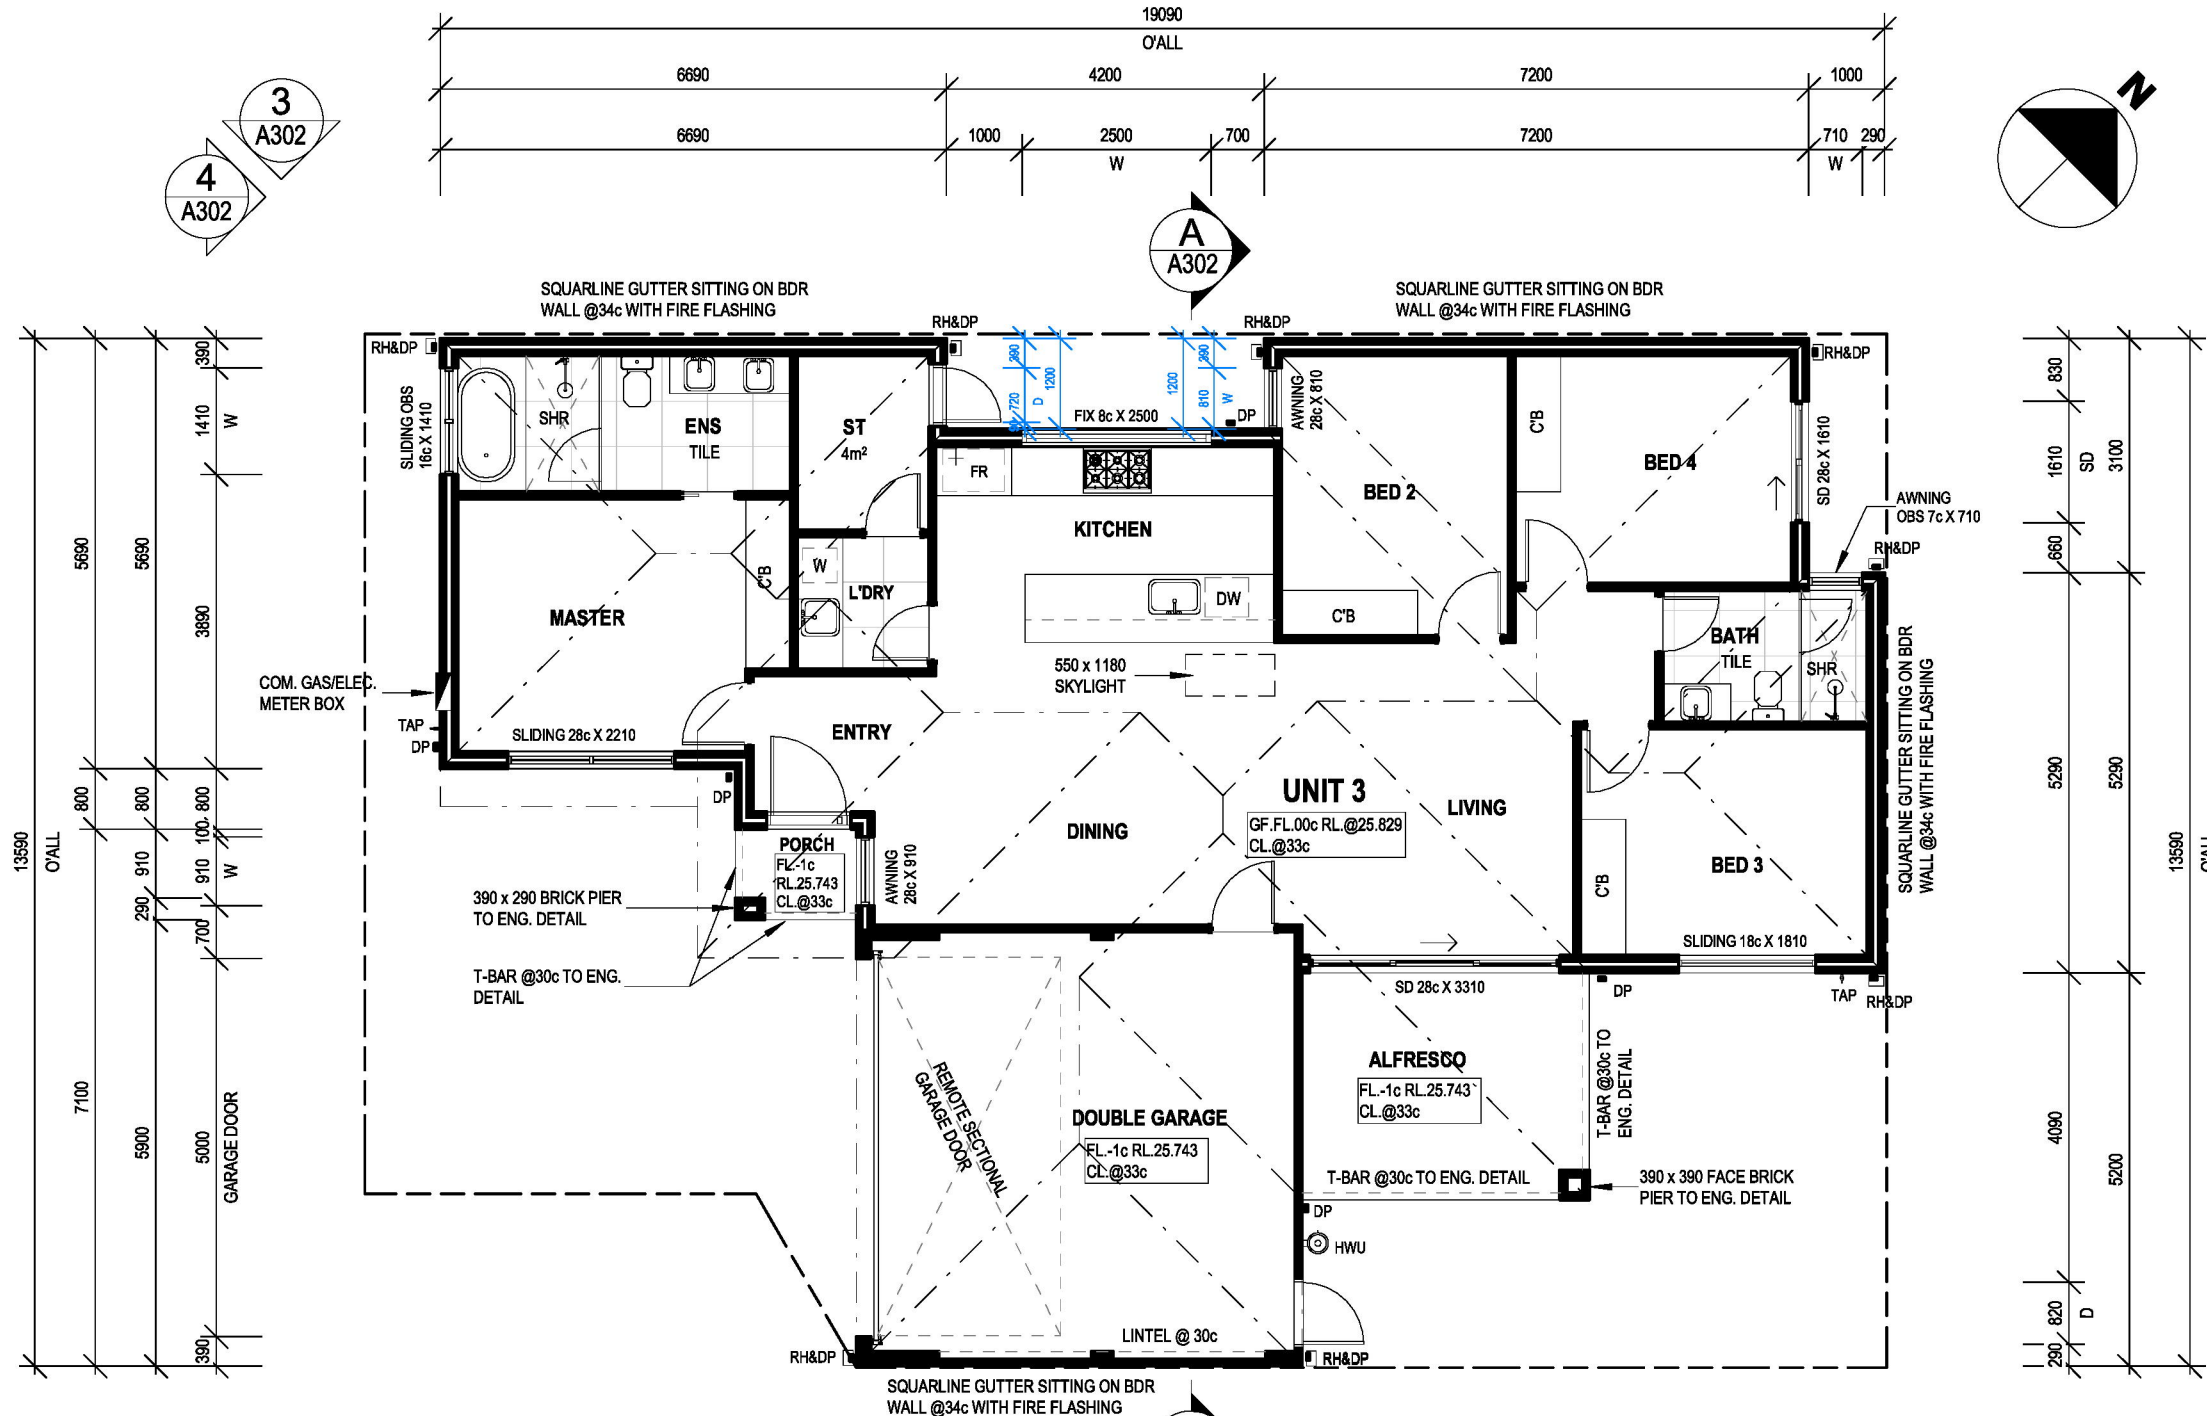 19090
O'ALL
6690
4200
7200
1000
6690
1000
2500
W
700
7200
710
W
290
3
A302
4
A302
N
A
A302
SQUARLINE GUTTER SITTING ON BDR
WALL @34c WITH FIRE FLASHING
SQUARLINE GUTTER SITTING ON BDR
WALL @34c WITH FIRE FLASHING
RH&DP
RH&DP
RH&DP
RH&DP
13590
O'ALL
5690
800
7100
5690
800
910
290
5900
390
1410
W
3890
800
100
910
W
700
5000
GARAGE DOOR
390
SLIDING OBS
16c X 1410
SHR
ENS
TILE
ST
4m²
390
1200
720
D
1200
390
810
W
FIX 8c X 2500
DP
AWNING
28c X 810
FR
KITCHEN
BED 2
C'B
BED 4
SD 28c X 1610
AWNING
OBS 7c X 710
RH&DP
MASTER
C'B
W
L'DRY
DW
C'B
550 x 1180
SKYLIGHT
BATH
TILE
SHR
SQUARLINE GUTTER SITTING ON BDR
WALL @34c WITH FIRE FLASHING
COM. GAS/ELEC.
METER BOX
TAP
DP
SLIDING 28c X 2210
ENTRY
DP
UNIT 3
GF.FL.00c RL.@25.829
CL.@33c
LIVING
DINING
BED 3
C'B
PORCH
FL.-1c
RL.25.743
CL.@33c
AWNING
28c X 910
390 x 290 BRICK PIER
TO ENG. DETAIL
T-BAR @30c TO ENG.
DETAIL
SLIDING 18c X 1810
SD 28c X 3310
DP
TAP
RH&DP
ALFRESCO
FL.-1c RL.25.743
CL.@33c
T-BAR @30c TO
ENG. DETAIL
REMOTE SECTIONAL
GARAGE DOOR
DOUBLE GARAGE
FL.-1c RL.25.743
CL.@33c
T-BAR @30c TO ENG. DETAIL
390 x 390 FACE BRICK
PIER TO ENG. DETAIL
DP
HWU
LINTEL @ 30c
RH&DP
RH&DP
SQUARLINE GUTTER SITTING ON BDR
WALL @34c WITH FIRE FLASHING
830
1610
SD
660
5290
4090
820
D
290
3100
5290
5200
13590